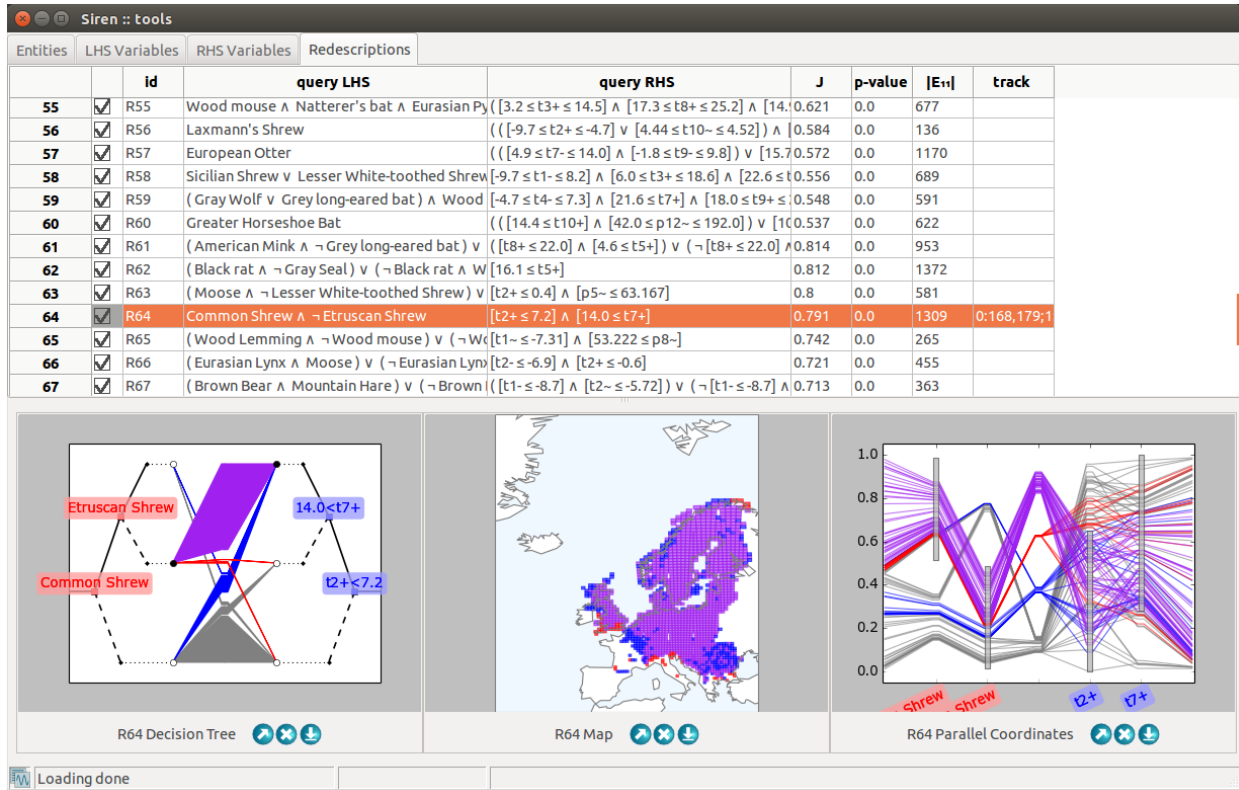 Siren :: tools
Entities LHS Variables RHS Variables Redescriptions
id query LHS query RHS J p-value |E₁₁| track
55 R55 Wood mouse ∧ Natterer's bat ∧ Eurasian Py ( [3.2 ≤ t3+ ≤ 14.5] ∧ [17.3 ≤ t8+ ≤ 25.2] ∧ [14. 0.621 0.0 677
56 R56 Laxmann's Shrew ( ( [-9.7 ≤ t2+ ≤ -4.7] ∨ [4.44 ≤ t10~ ≤ 4.52] ) ∧ [ 0.584 0.0 136
57 R57 European Otter ( ( [4.9 ≤ t7- ≤ 14.0] ∧ [-1.8 ≤ t9- ≤ 9.8] ) ∨ [15.7 0.572 0.0 1170
58 R58 Sicilian Shrew ∨ Lesser White-toothed Shrew [-9.7 ≤ t1- ≤ 8.2] ∧ [6.0 ≤ t3+ ≤ 18.6] ∧ [22.6 ≤ t 0.556 0.0 689
59 R59 ( Gray Wolf ∨ Grey long-eared bat ) ∧ Wood [-4.7 ≤ t4- ≤ 7.3] ∧ [21.6 ≤ t7+] ∧ [18.0 ≤ t9+ ≤ 0.548 0.0 591
60 R60 Greater Horseshoe Bat ( ( [14.4 ≤ t10+] ∧ [42.0 ≤ p12~ ≤ 192.0] ) ∨ [10 0.537 0.0 622
61 R61 ( American Mink ∧ ¬ Grey long-eared bat ) ∨ ( [t8+ ≤ 22.0] ∧ [4.6 ≤ t5+] ) ∨ ( ¬ [t8+ ≤ 22.0] ∧ 0.814 0.0 953
62 R62 ( Black rat ∧ ¬ Gray Seal ) ∨ ( ¬ Black rat ∧ W [16.1 ≤ t5+] 0.812 0.0 1372
63 R63 ( Moose ∧ ¬ Lesser White-toothed Shrew ) ∨ [t2+ ≤ 0.4] ∧ [p5~ ≤ 63.167] 0.8 0.0 581
64 R64 Common Shrew ∧ ¬ Etruscan Shrew [t2+ ≤ 7.2] ∧ [14.0 ≤ t7+] 0.791 0.0 1309 0:168,179;1
65 R65 ( Wood Lemming ∧ ¬ Wood mouse ) ∨ ( ¬ Wo [t1~ ≤ -7.31] ∧ [53.222 ≤ p8~] 0.742 0.0 265
66 R66 ( Eurasian Lynx ∧ Moose ) ∨ ( ¬ Eurasian Lynx [t2- ≤ -6.9] ∧ [t2+ ≤ -0.6] 0.721 0.0 455
67 R67 ( Brown Bear ∧ Mountain Hare ) ∨ ( ¬ Brown ( [t1- ≤ -8.7] ∧ [t2~ ≤ -5.72] ) ∨ ( ¬ [t1- ≤ -8.7] ∧ 0.713 0.0 363
Etruscan Shrew 14.0<t7+
Common Shrew t2+<7.2
1.0
0.8
0.6
0.4
0.2
0.0
Shrew Shrew t2+ t7+
R64 Decision Tree R64 Map R64 Parallel Coordinates
Loading done